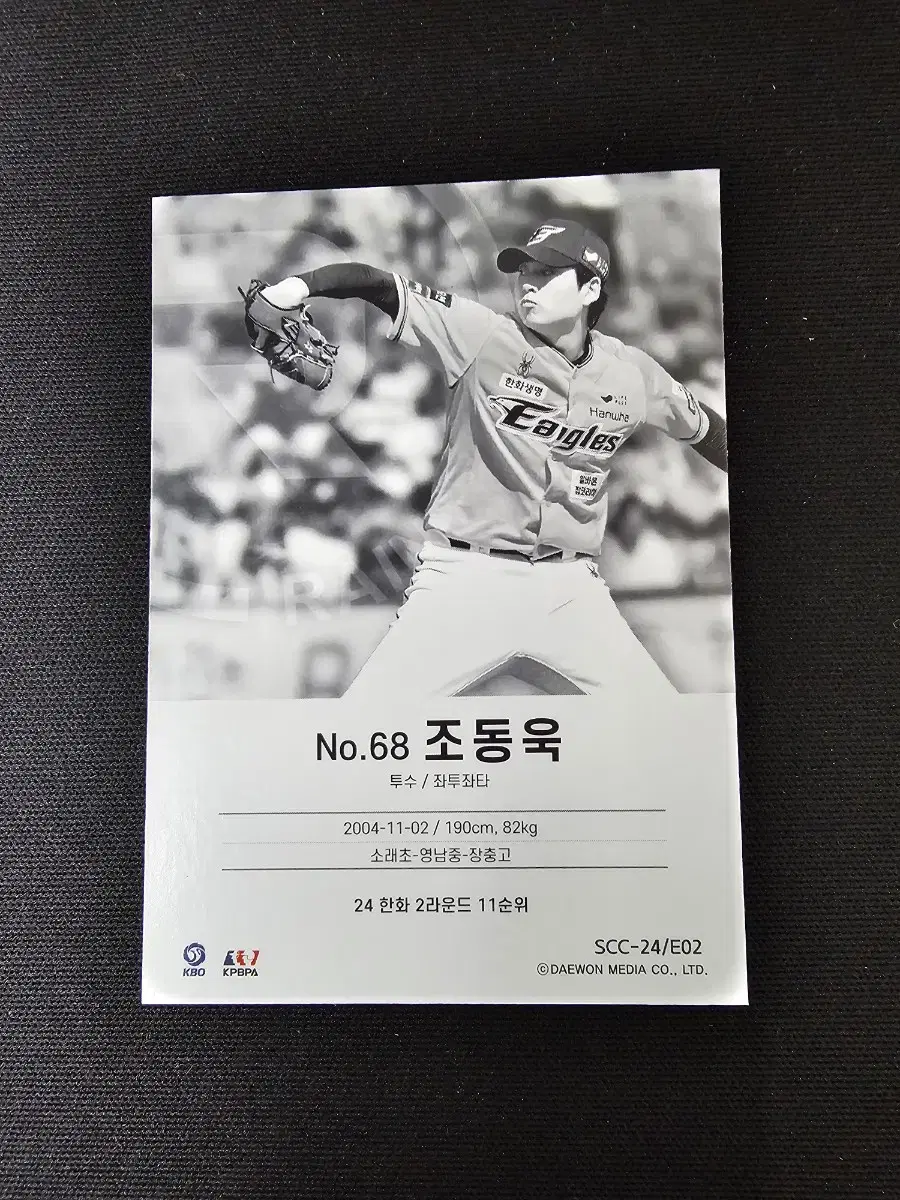 한화생명
Hanwha
Eagles
No.68 조동욱
투수 / 좌투좌타
2004-11-02 / 190cm, 82kg
소래초-영남중-장충고
24 한화 2라운드 11순위
SCC-24/E02
KBO
KPBPA
©DAEWON MEDIA CO., LTD.